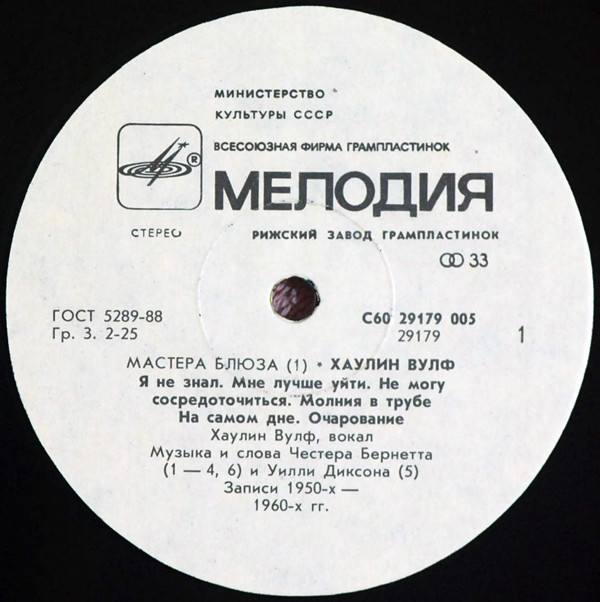 МИНИСТЕРСТВО
КУЛЬТУРЫ СССР
ВСЕСОЮЗНАЯ ФИРМА ГРАМПЛАСТИНОК
®
МЕЛОДИЯ
СТЕРЕО
РИЖСКИЙ ЗАВОД ГРАМПЛАСТИНОК
33
ГОСТ 5289-88
Гр. 3. 2-25
С60 29179 005
29179
1
МАСТЕРА БЛЮЗА (1) • ХАУЛИН ВУЛФ
Я не знал. Мне лучше уйти. Не могу
сосредоточиться. Молния в трубе
На самом дне. Очарование
Хаулин Вулф, вокал
Музыка и слова Честера Бернетта
(1 — 4, 6) и Уилли Диксона (5)
Записи 1950-х —
1960-х гг.